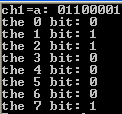 ch1=a: 01100001
the 0 bit: 0
the 1 bit: 1
the 2 bit: 1
the 3 bit: 0
the 4 bit: 0
the 5 bit: 0
the 6 bit: 0
the 7 bit: 1